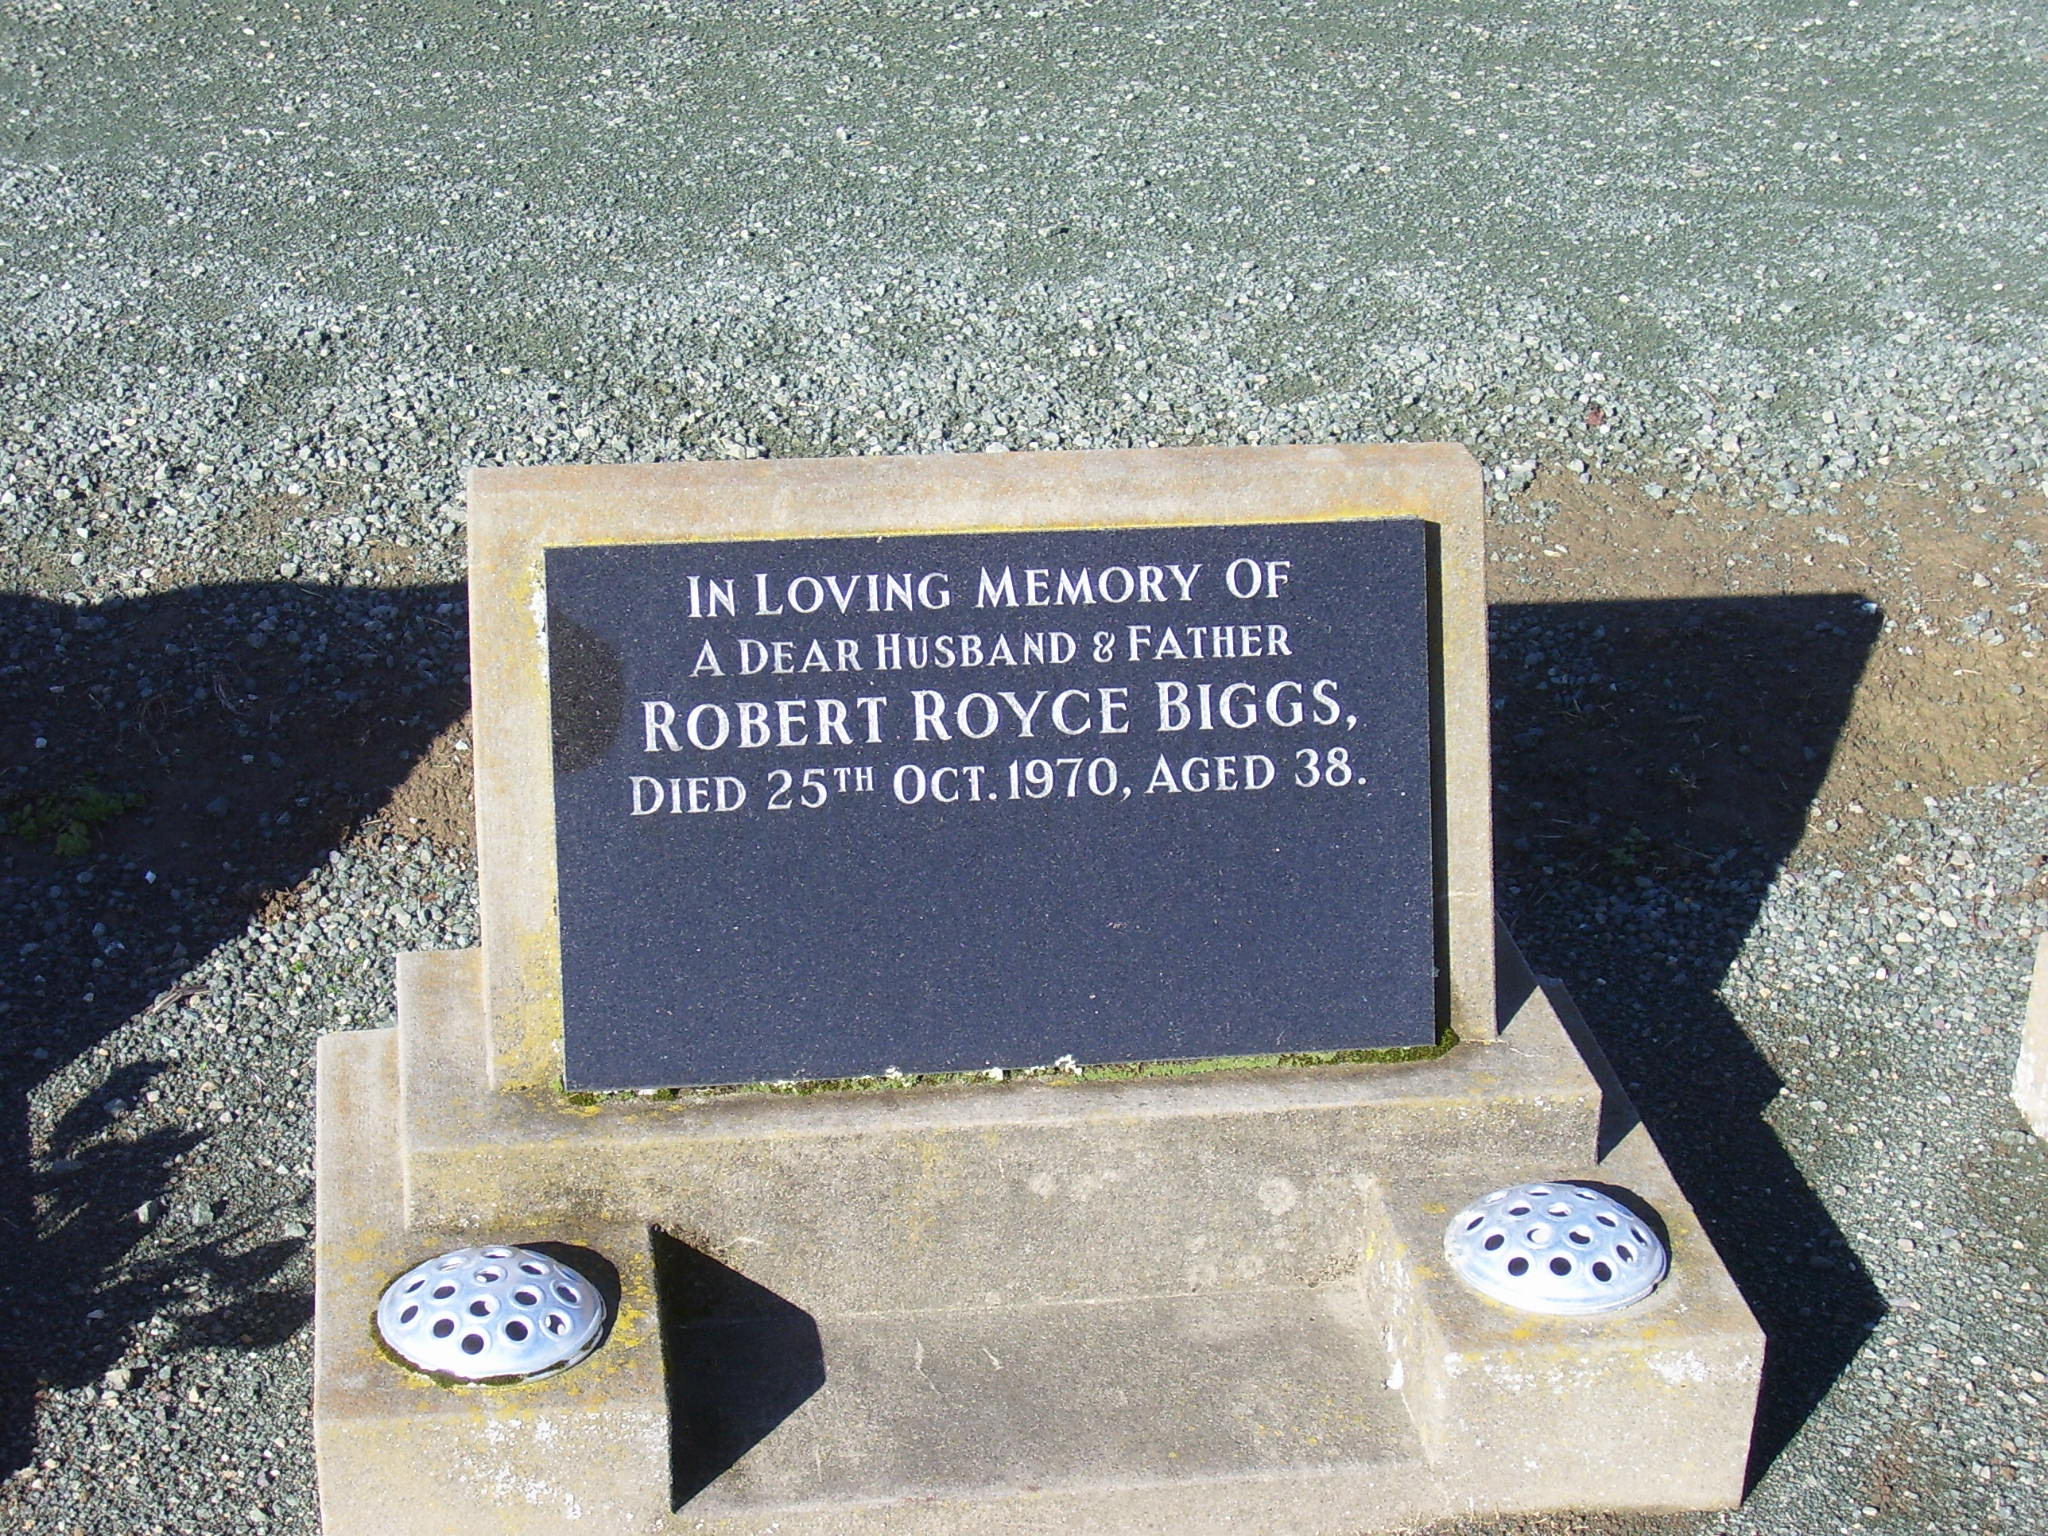 IN LOVING MEMORY OF
A DEAR HUSBAND & FATHER
ROBERT ROYCE BIGGS,
DIED 25TH OCT. 1970, AGED 38.